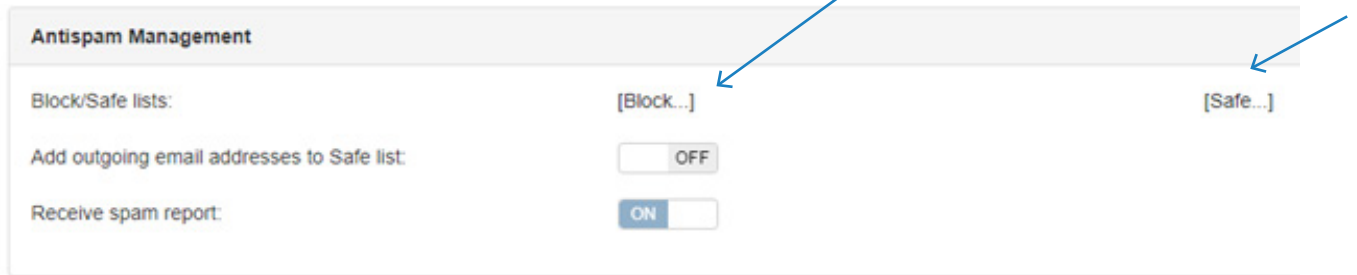 Antispam Management
Block/Safe lists: [Block...] [Safe...]
Add outgoing email addresses to Safe list: OFF
Receive spam report: ON